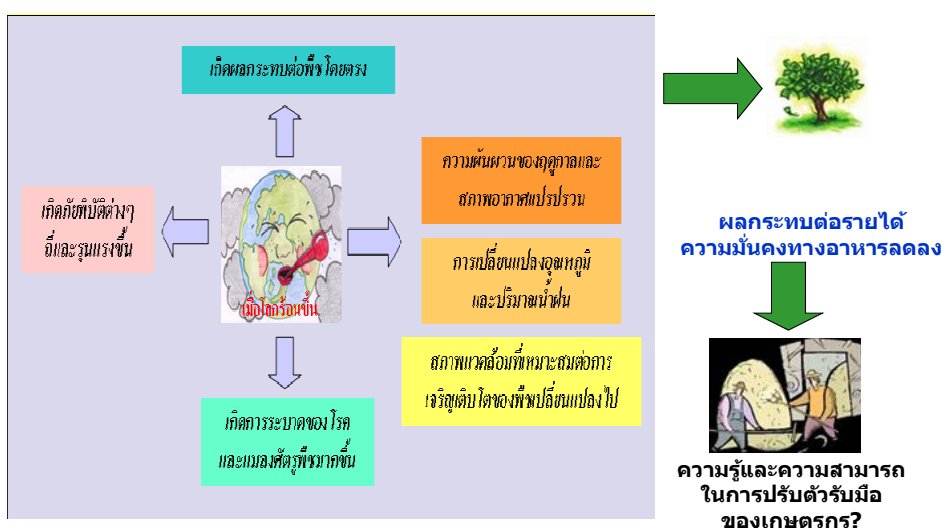 เกิดผลกระทบต่อพืชโดยตรง
ความผันผวนของฤดูกาลและ
สภาพอากาศแปรปรวน
เกิดภัยพิบัติต่างๆ
ถี่และรุนแรงขึ้น
การเปลี่ยนแปลงอุณหภูมิ
และปริมาณน้ำฝน
เมื่อโลกร้อนขึ้น
สภาพแวดล้อมที่เหมาะสมต่อการ
เจริญเติบโตของพืชเปลี่ยนแปลงไป
เกิดการระบาดของโรค
และแมลงศัตรูพืชมากขึ้น
ผลกระทบต่อรายได้
ความมั่นคงทางอาหารลดลง
ความรู้และความสามารถ
ในการปรับตัวรับมือ
ของเกษตรกร?